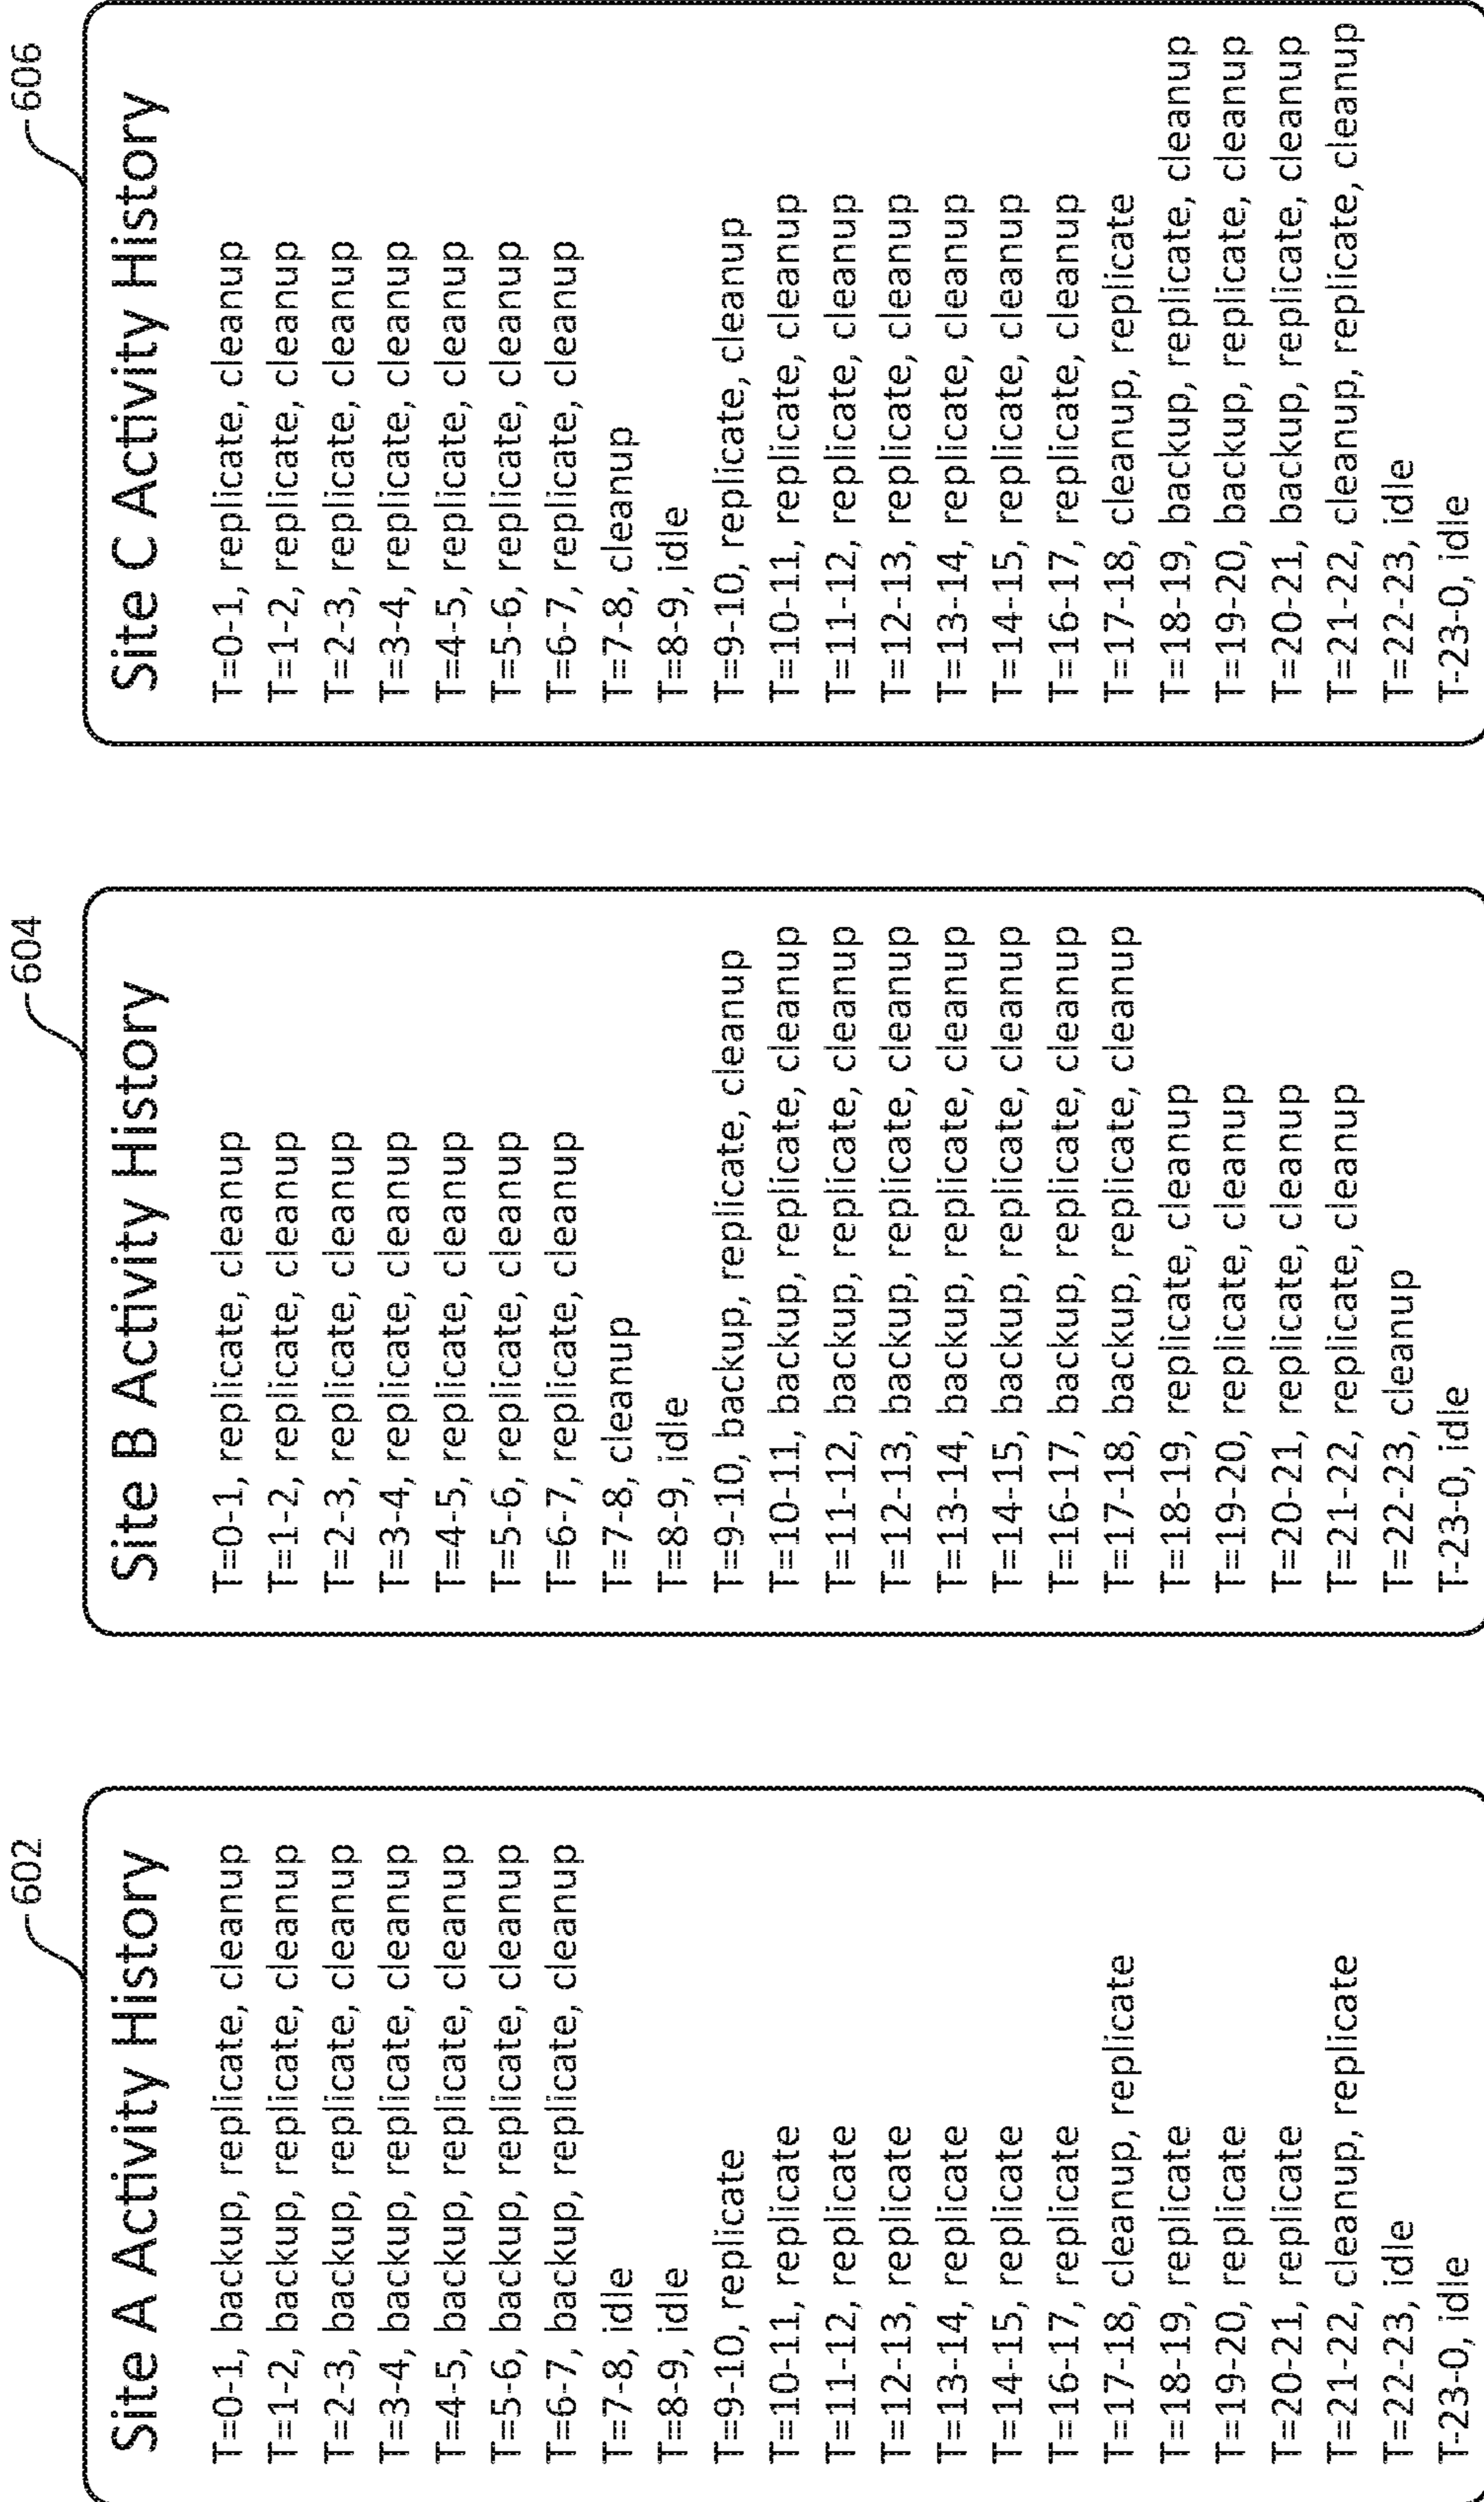 602
Site A Activity History
T=0-1, backup, replicate, cleanup
T=1-2, backup, replicate, cleanup
T=2-3, backup, replicate, cleanup
T=3-4, backup, replicate, cleanup
T=4-5, backup, replicate, cleanup
T=5-6, backup, replicate, cleanup
T=6-7, backup, replicate, cleanup
T=7-8, idle
T=8-9, idle
T=9-10, replicate
T=10-11, replicate
T=11-12, replicate
T=12-13, replicate
T=13-14, replicate
T=14-15, replicate
T=16-17, replicate
T=17-18, cleanup, replicate
T=18-19, replicate
T=19-20, replicate
T=20-21, replicate
T=21-22, cleanup, replicate
T=22-23, idle
T-23-0, idle
604
Site B Activity History
T=0-1, replicate, cleanup
T=1-2, replicate, cleanup
T=2-3, replicate, cleanup
T=3-4, replicate, cleanup
T=4-5, replicate, cleanup
T=5-6, replicate, cleanup
T=6-7, replicate, cleanup
T=7-8, cleanup
T=8-9, idle
T=9-10, backup, replicate, cleanup
T=10-11, backup, replicate, cleanup
T=11-12, backup, replicate, cleanup
T=12-13, backup, replicate, cleanup
T=13-14, backup, replicate, cleanup
T=14-15, backup, replicate, cleanup
T=16-17, backup, replicate, cleanup
T=17-18, backup, replicate, cleanup
T=18-19, replicate, cleanup
T=19-20, replicate, cleanup
T=20-21, replicate, cleanup
T=21-22, replicate, cleanup
T=22-23, cleanup
T-23-0, idle
606
Site C Activity History
T=0-1, replicate, cleanup
T=1-2, replicate, cleanup
T=2-3, replicate, cleanup
T=3-4, replicate, cleanup
T=4-5, replicate, cleanup
T=5-6, replicate, cleanup
T=6-7, replicate, cleanup
T=7-8, cleanup
T=8-9, idle
T=9-10, replicate, cleanup
T=10-11, replicate, cleanup
T=11-12, replicate, cleanup
T=12-13, replicate, cleanup
T=13-14, replicate, cleanup
T=14-15, replicate, cleanup
T=16-17, replicate, cleanup
T=17-18, cleanup, replicate
T=18-19, backup, replicate, cleanup
T=19-20, backup, replicate, cleanup
T=20-21, backup, replicate, cleanup
T=21-22, cleanup, replicate, cleanup
T=22-23, idle
T-23-0, idle